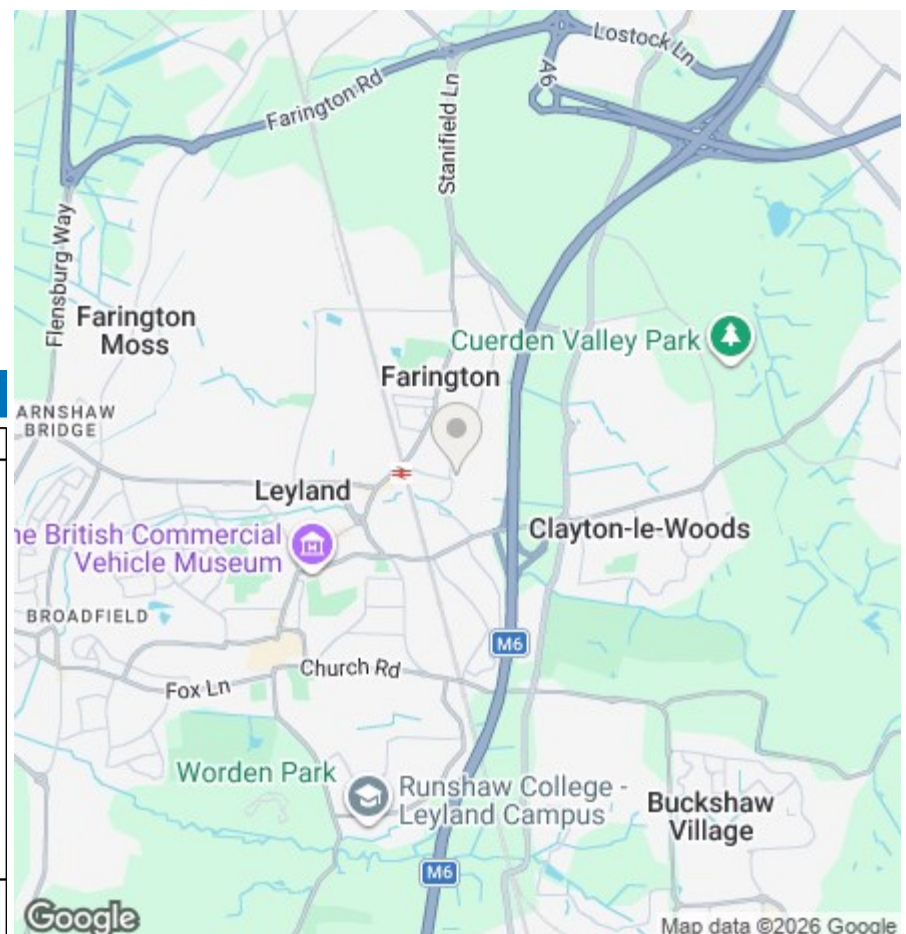 Lostock Ln
A6
Farington Rd
Stanifield Ln
Flensburg Way
Farington
Moss
Cuerden Valley Park
Farington
ARNSHAW
BRIDGE
Leyland
he British Commercial
Vehicle Museum
Clayton-le-Woods
BROADFIELD
M6
Church Rd
Fox Ln
Worden Park
Runshaw College -
Leyland Campus
Buckshaw
Village
M6
Google
Map data ©2026 Google